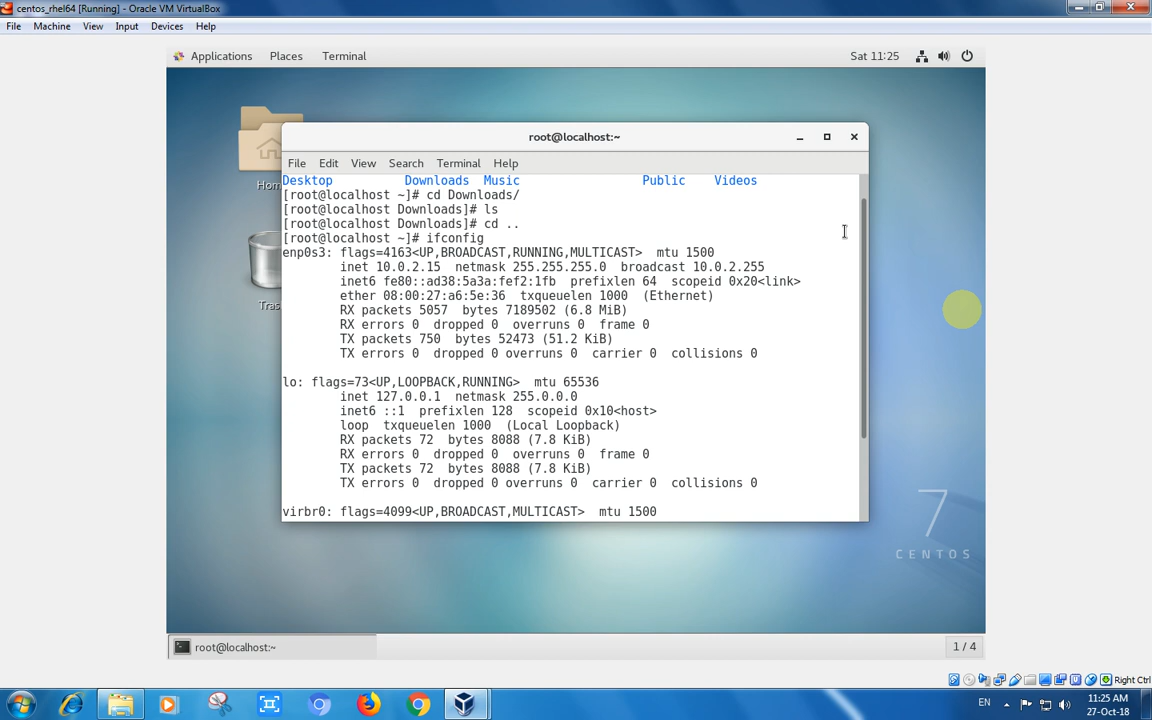 centos_rhel64 [Running] - Oracle VM VirtualBox
File Machine View Input Devices Help
Applications Places Terminal Sat 11:25
root@localhost:~
File Edit View Search Terminal Help
Desktop Downloads Music Public Videos
[root@localhost ~]# cd Downloads/
[root@localhost Downloads]# ls
[root@localhost Downloads]# cd ..
[root@localhost ~]# ifconfig
enp0s3: flags=4163<UP,BROADCAST,RUNNING,MULTICAST> mtu 1500
inet 10.0.2.15 netmask 255.255.255.0 broadcast 10.0.2.255
inet6 fe80::ad38:5a3a:fef2:1fb prefixlen 64 scopeid 0x20<link>
ether 08:00:27:a6:5e:36 txqueuelen 1000 (Ethernet)
RX packets 5057 bytes 7189502 (6.8 MiB)
RX errors 0 dropped 0 overruns 0 frame 0
TX packets 750 bytes 52473 (51.2 KiB)
TX errors 0 dropped 0 overruns 0 carrier 0 collisions 0
lo: flags=73<UP,LOOPBACK,RUNNING> mtu 65536
inet 127.0.0.1 netmask 255.0.0.0
inet6 ::1 prefixlen 128 scopeid 0x10<host>
loop txqueuelen 1000 (Local Loopback)
RX packets 72 bytes 8088 (7.8 KiB)
RX errors 0 dropped 0 overruns 0 frame 0
TX packets 72 bytes 8088 (7.8 KiB)
TX errors 0 dropped 0 overruns 0 carrier 0 collisions 0
virbr0: flags=4099<UP,BROADCAST,MULTICAST> mtu 1500
Hom
Tras
7
CENTOS
root@localhost:~ 1 / 4
Right Ctrl
EN 11:25 AM
27-Oct-18